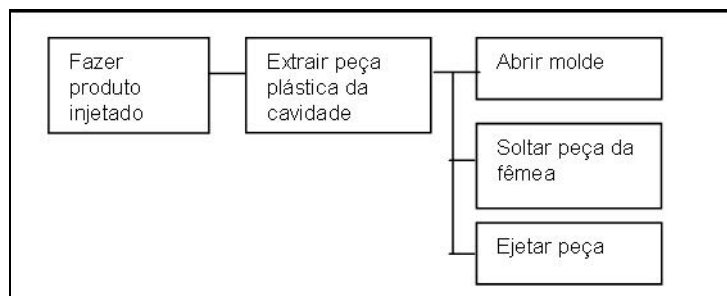 Fazer
produto
injetado
Extrair peça
plástica da
cavidade
Abrir molde
Soltar peça da
fêmea
Ejetar peça